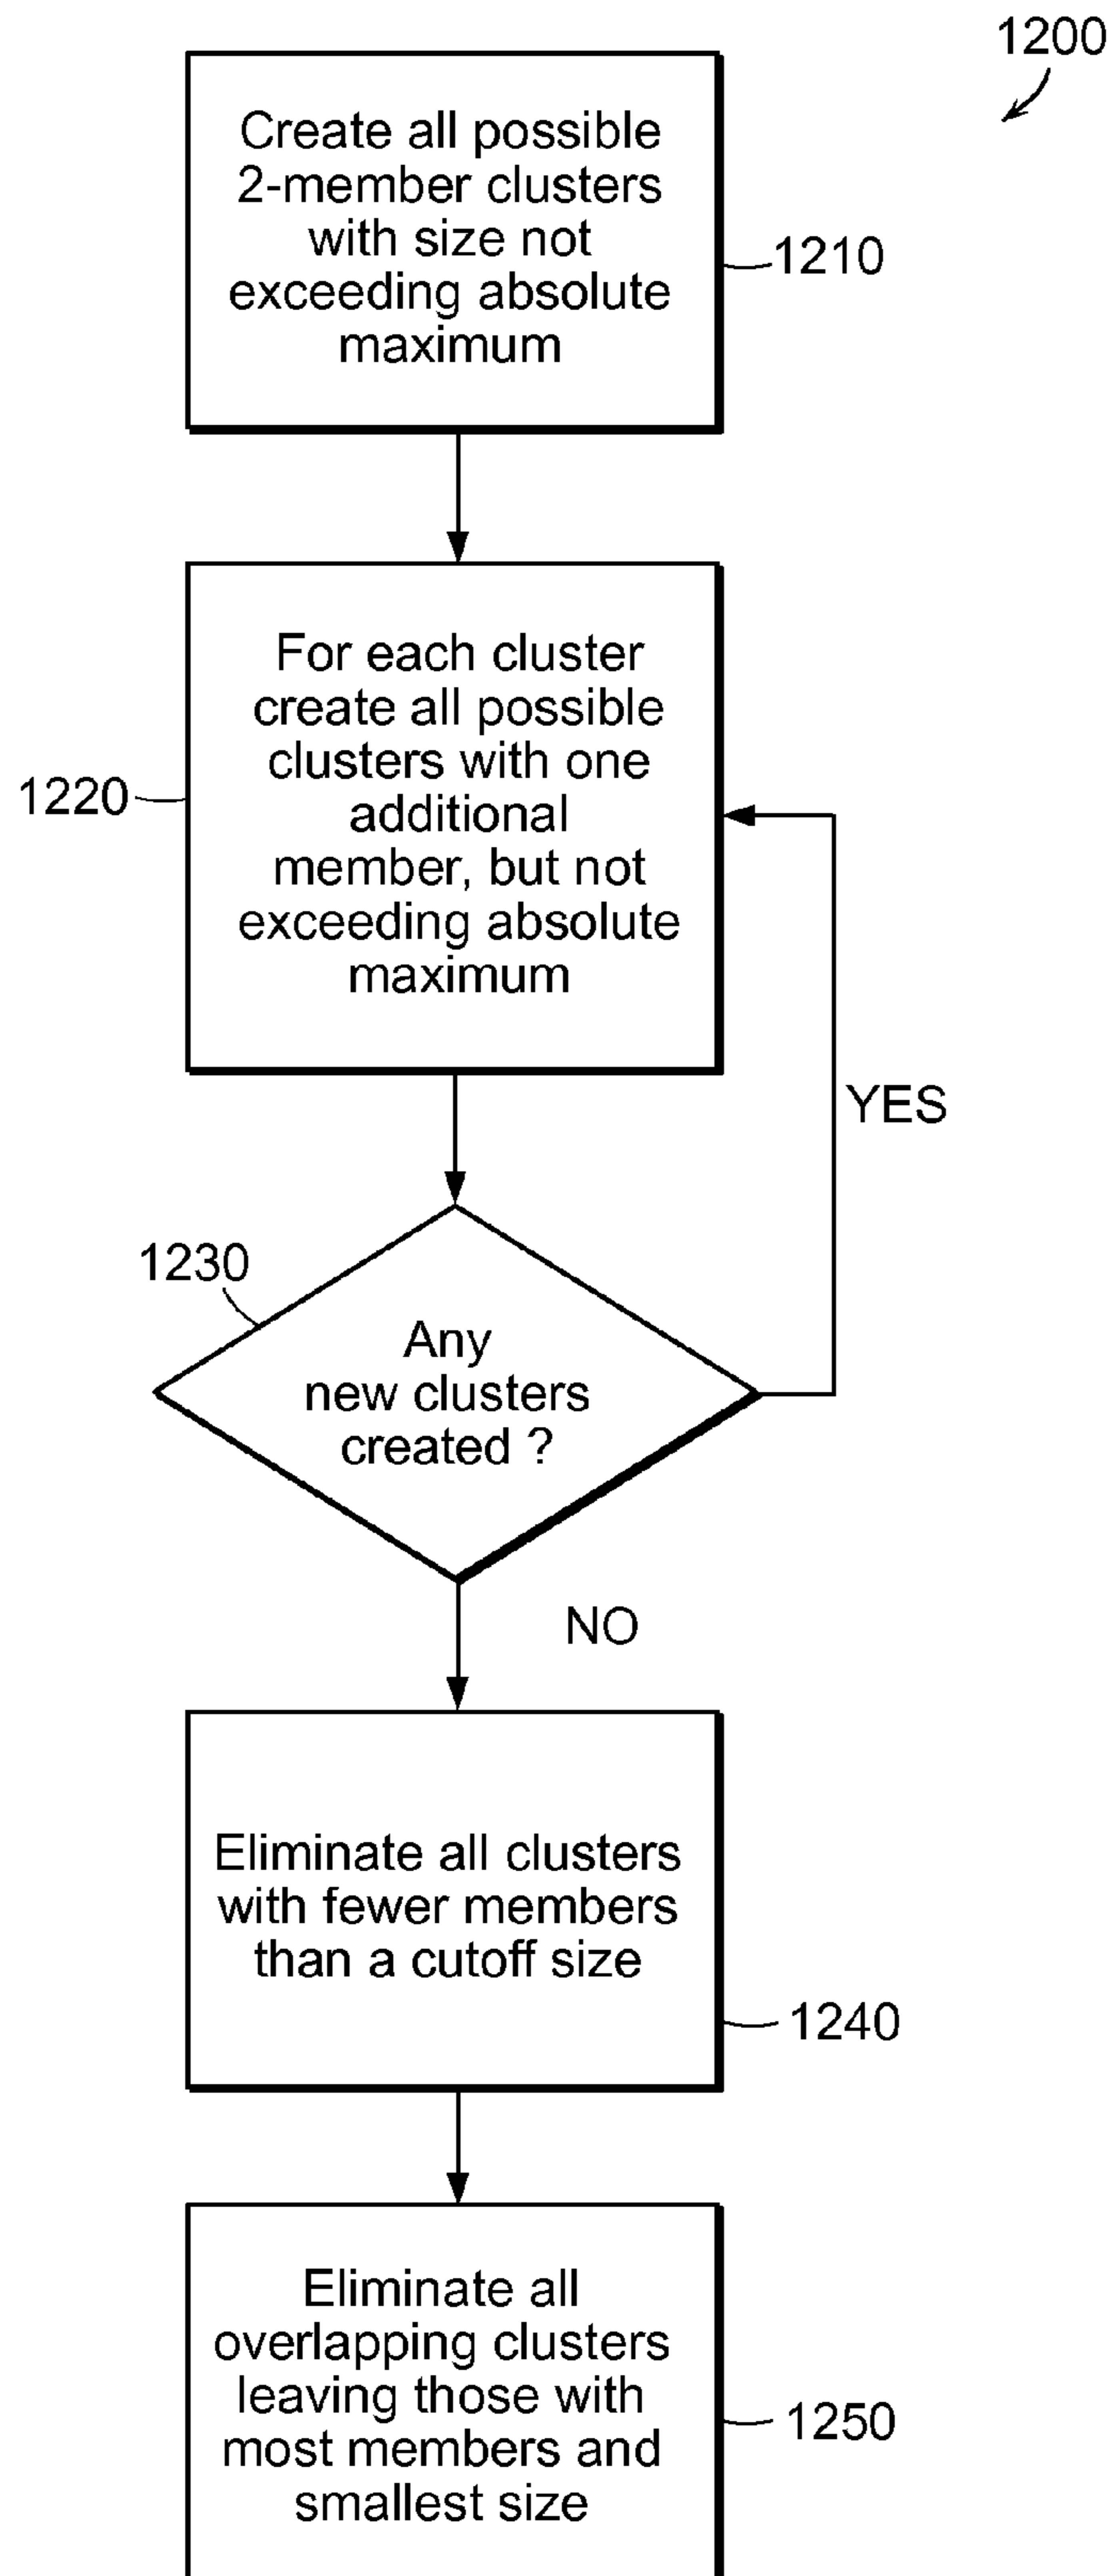 1200
Create all possible
2-member clusters
with size not
exceeding absolute
maximum
1210
For each cluster
create all possible
clusters with one
additional
member, but not
exceeding absolute
maximum
1220
YES
1230
Any
new clusters
created ?
NO
Eliminate all clusters
with fewer members
than a cutoff size
1240
Eliminate all
overlapping clusters
leaving those with
most members and
smallest size
1250